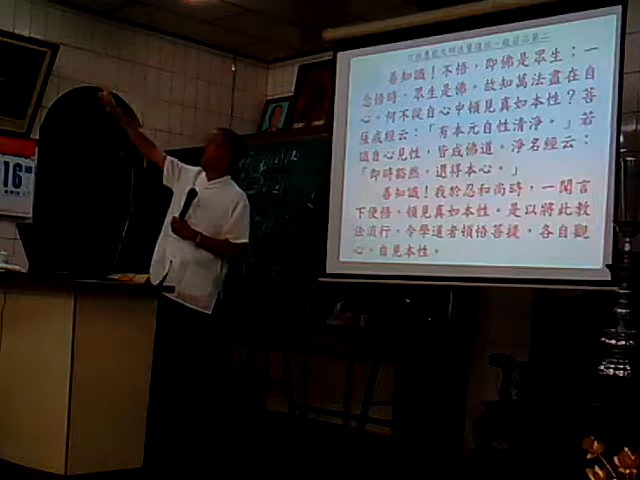 般若品第二
善知識！不悟，即佛是眾生；一
念悟時，眾生是佛。故知萬法盡在自
心。何不從自心中頓見真如本性？菩
薩戒經云：「有本元自性清淨。」若
識自心見性，皆成佛道。淨名經云：
「即時豁然，還得本心。」
善知識！我於忍和尚時，一聞言
下便悟，頓見真如本性。是以將此教
法流行，令學道者頓悟菩提，各自觀
心，自見本性。
16